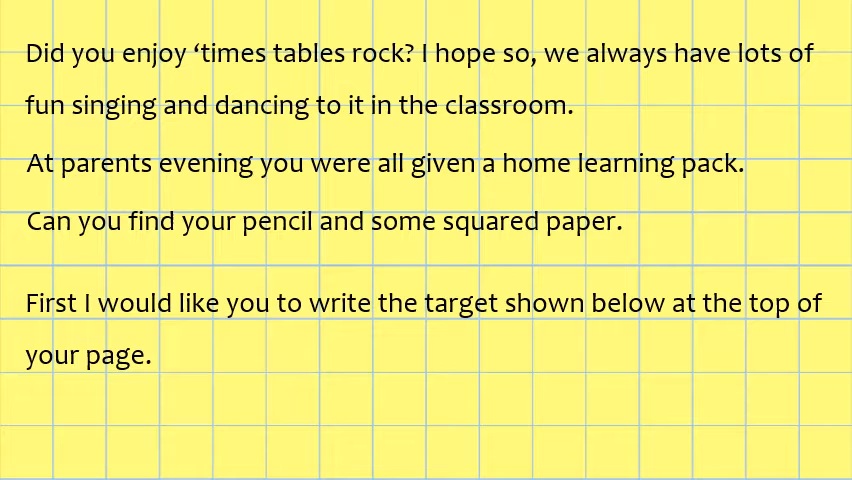 Did you enjoy ‘times tables rock? I hope so, we always have lots of
fun singing and dancing to it in the classroom.
At parents evening you were all given a home learning pack.
Can you find your pencil and some squared paper.
First I would like you to write the target shown below at the top of
your page.